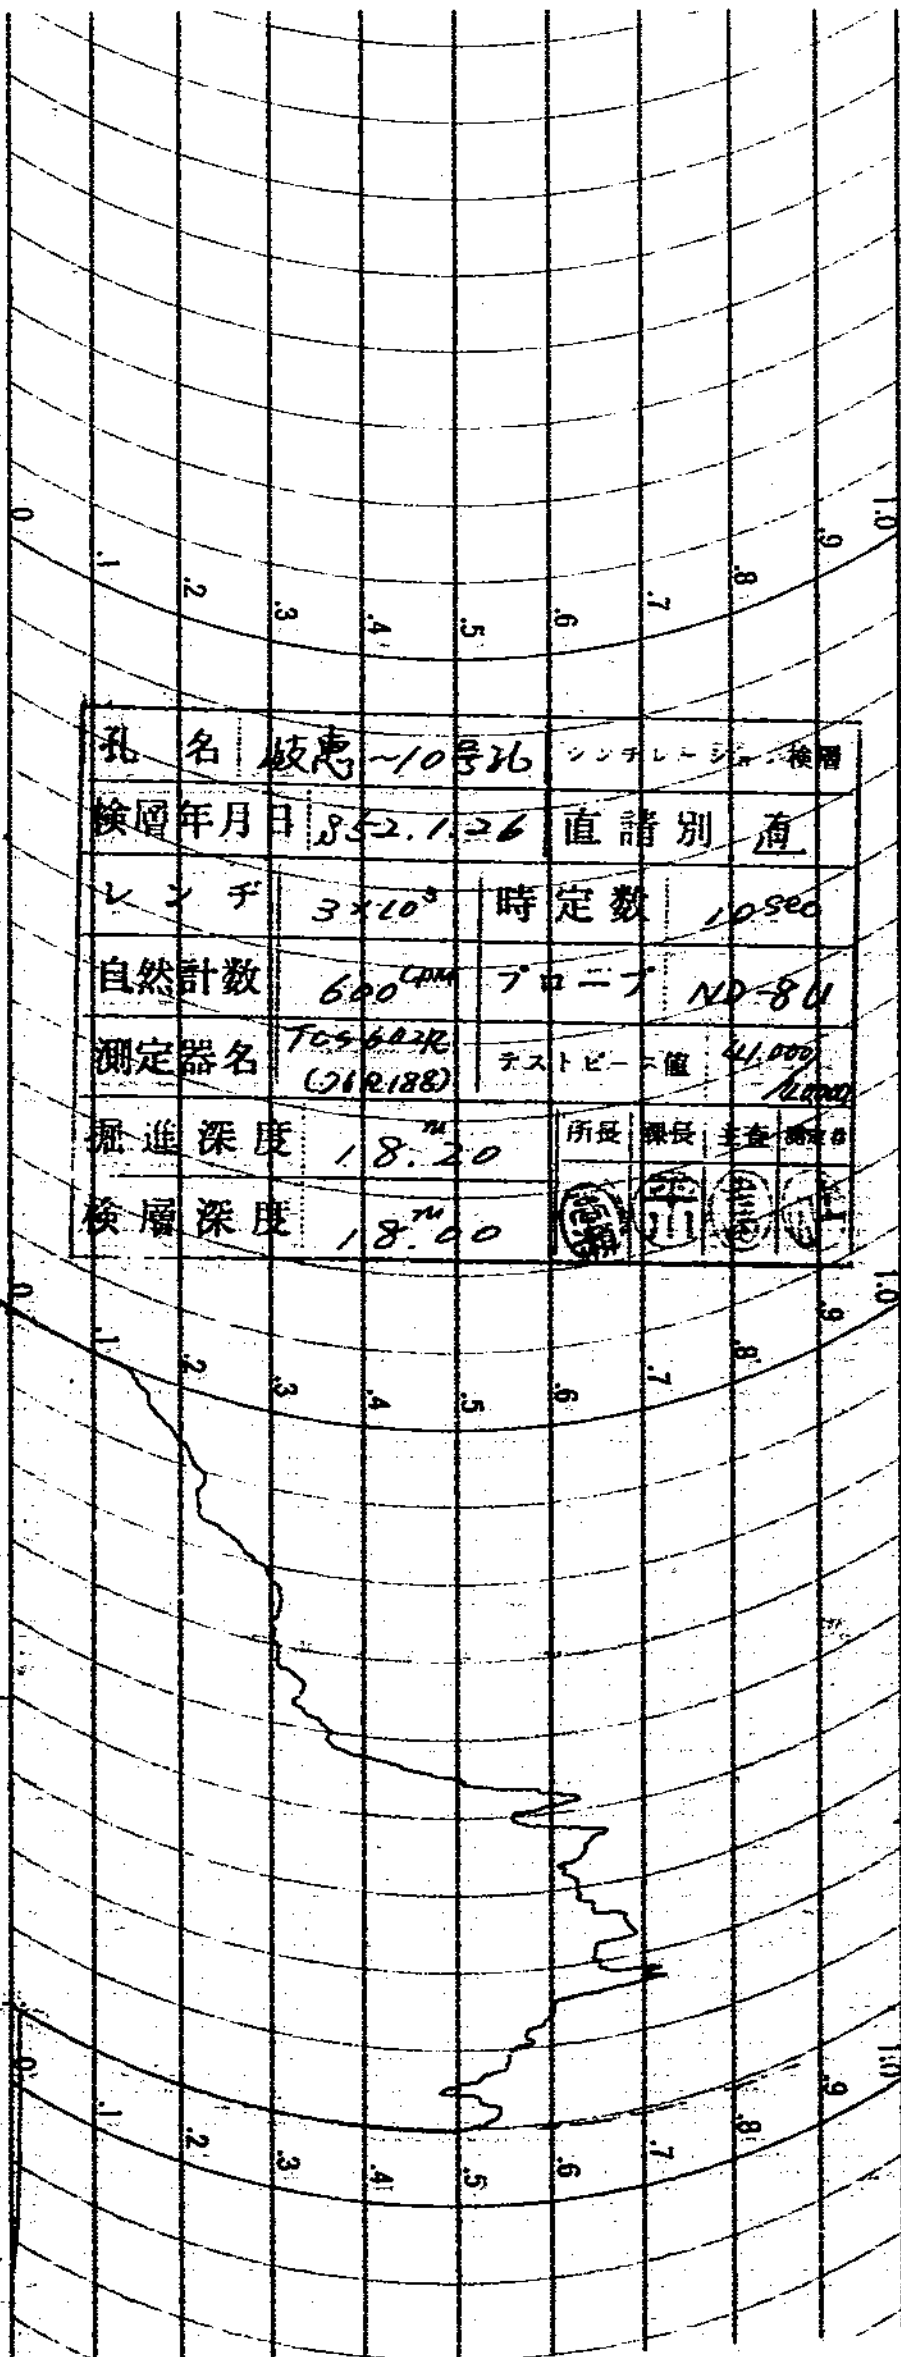 0 .1 .2 .3 .4 .5 .6 .7 .8 .9 1.0
孔名 岐恵~10号孔 シンチレーション検層
検層年月日 S52.1.26 直請別 直
レンヂ 3×10³ 時定数 10sec
自然計数 600CPM プローブ ND-8U
測定器名 TCS-602R (76R188) テストピース値 41.000/
掘進深度 18.20m 所長 課長 主査 測定者
検層深度 18.00m
0 .1 .2 .3 .4 .5 .6 .7 .8 .9 1.0
0 .1 .2 .3 .4 .5 .6 .7 .8 .9 1.0